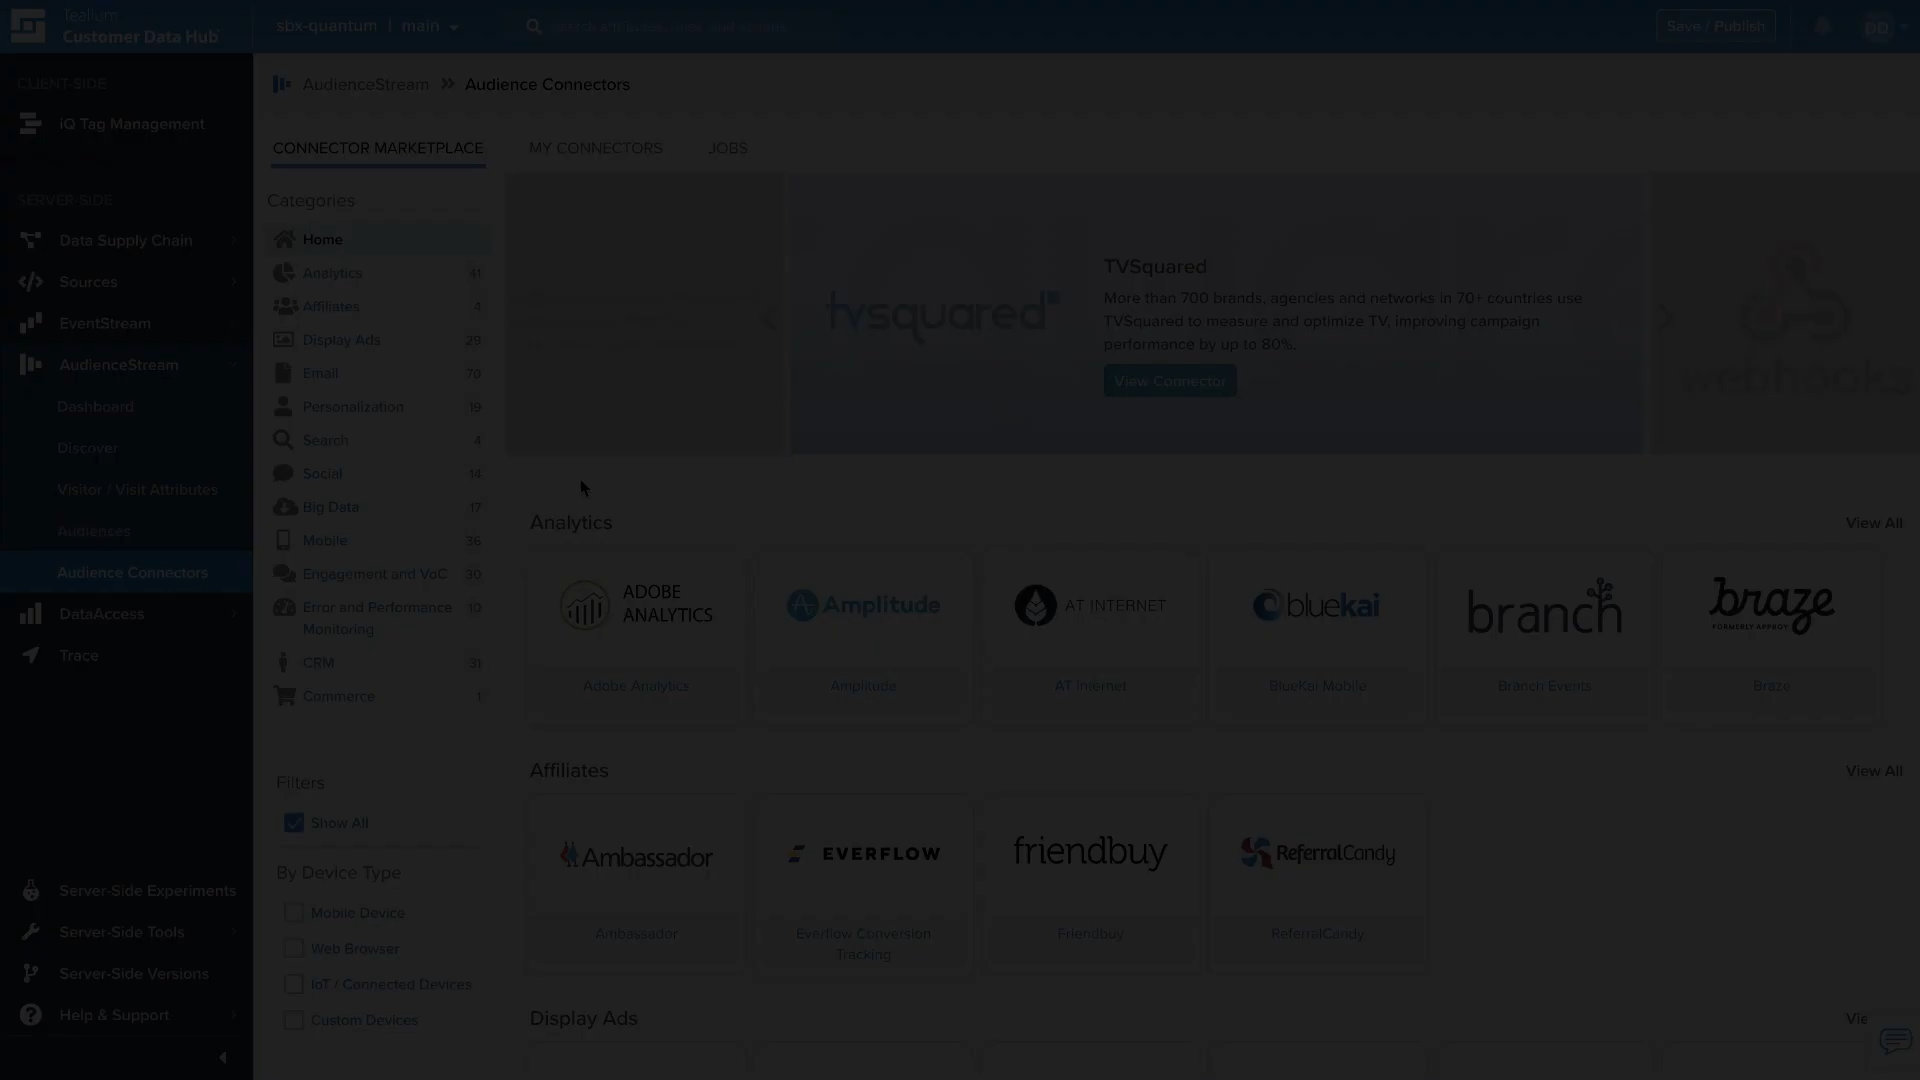 Tealium
Customer Data Hub
sbx-quantum | main
Save / Publish
DD
CLIENT-SIDE
iQ Tag Management
SERVER-SIDE
Data Supply Chain
Sources
EventStream
AudienceStream
Dashboard
Discover
Visitor / Visit Attributes
Audiences
Audience Connectors
DataAccess
Trace
Server-Side Experiments
Server-Side Tools
Server-Side Versions
Help & Support
AudienceStream » Audience Connectors
CONNECTOR MARKETPLACE
MY CONNECTORS
JOBS
Categories
Home
Analytics 41
Affiliates 4
Display Ads 29
Email 70
Personalization 19
Search 4
Social 14
Big Data 17
Mobile 36
Engagement and VoC 30
Error and Performance 10
Monitoring
CRM 31
Commerce 1
Filters
Show All
By Device Type
Mobile Device
Web Browser
IoT / Connected Devices
Custom Devices
tvsquared
TVSquared
More than 700 brands, agencies and networks in 70+ countries use
TVSquared to measure and optimize TV, improving campaign
performance by up to 80%.
View Connector
webhooks
Analytics
View All
ADOBE
ANALYTICS
Adobe Analytics
Amplitude
Amplitude
AT INTERNET
AT Internet
bluekai
BlueKai Mobile
branch
Branch Events
braze
FORMERLY APPBOY
Braze
Affiliates
View All
Ambassador
Ambassador
EVERFLOW
Everflow Conversion
Tracking
friendbuy
Friendbuy
ReferralCandy
ReferralCandy
Display Ads
Vie